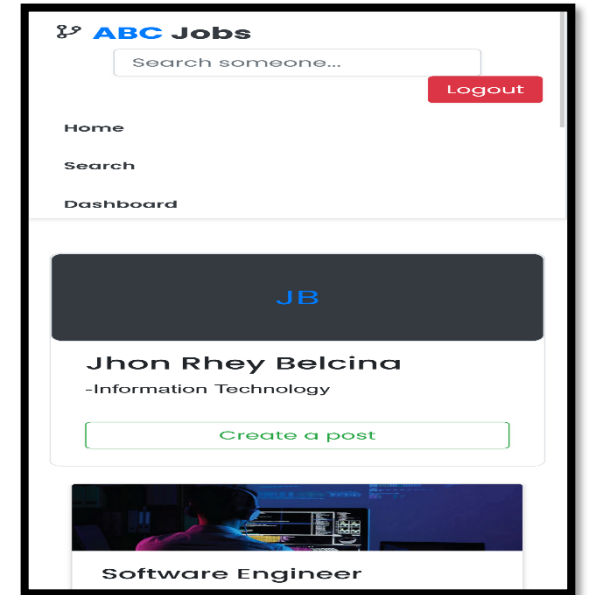 ABC Jobs
Search someone...
Logout
Home
Search
Dashboard
JB
Jhon Rhey Belcina
-Information Technology
Create a post
Software Engineer